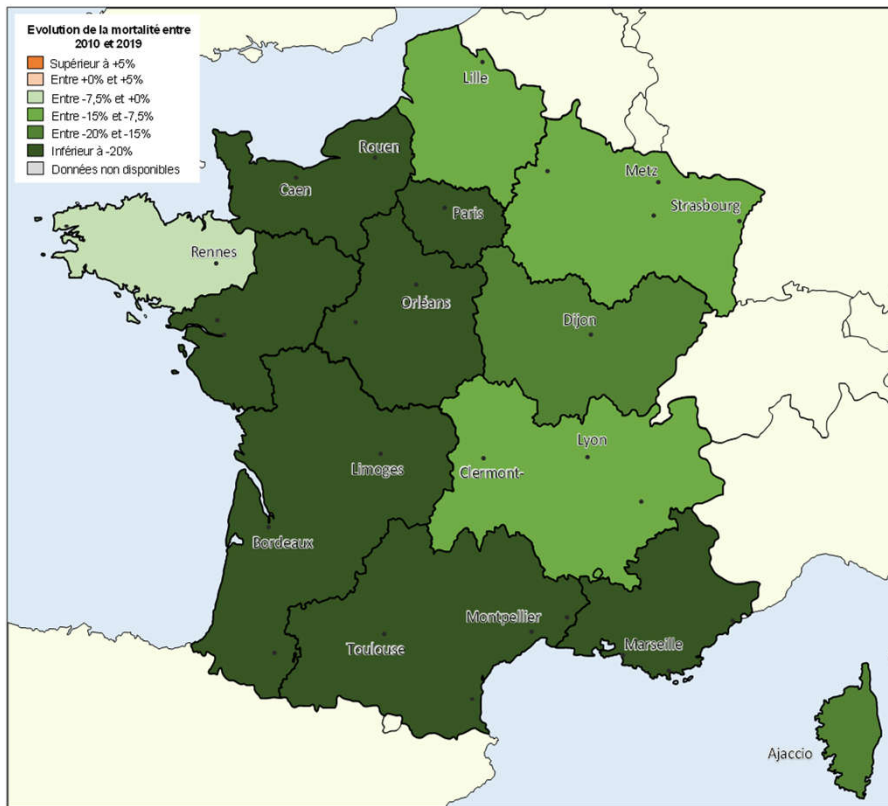 Evolution de la mortalité entre
2010 et 2019
Supérieur à +5%
Entre +0% et +5%
Entre -7,5% et +0%
Entre -15% et -7,5%
Entre -20% et -15%
Inférieur à -20%
Données non disponibles
Lille
Rouen
Caen
Metz
Strasbourg
Paris
Rennes
Orléans
Dijon
Lyon
Clermont-
Limoges
Bordeaux
Montpellier
Toulouse
Marseille
Ajaccio